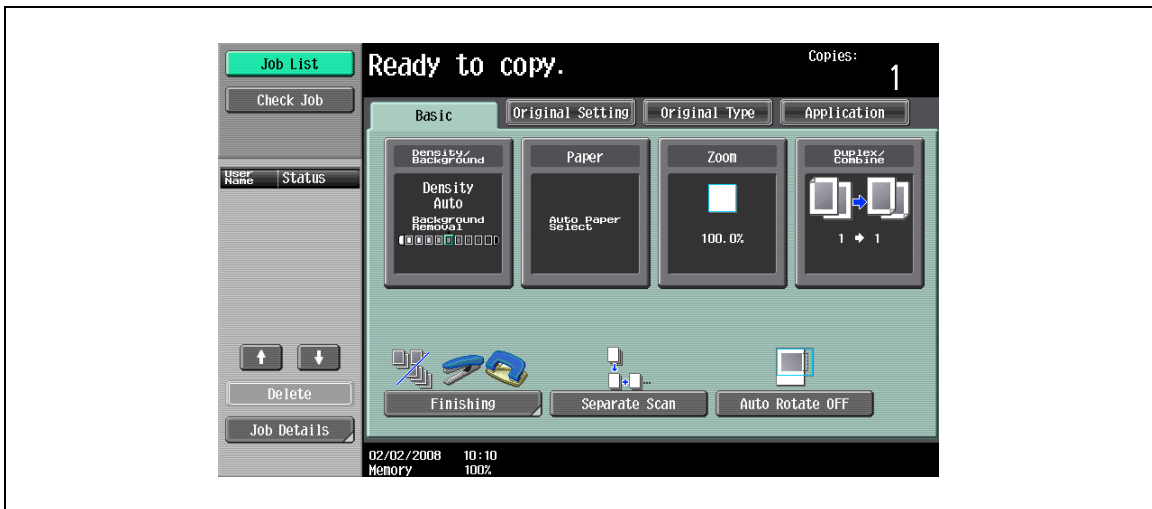 Job List
Check Job
User Name
Status
Delete
Job Details
Ready to copy.
Copies:
1
Basic
Original Setting
Original Type
Application
Density/
Background
Density
Auto
Background
Removal
Paper
Auto Paper
Select
Zoom
100.0%
Duplex/
Combine
1 → 1
Finishing
Separate Scan
Auto Rotate OFF
02/02/2008 10:10
Memory 100%